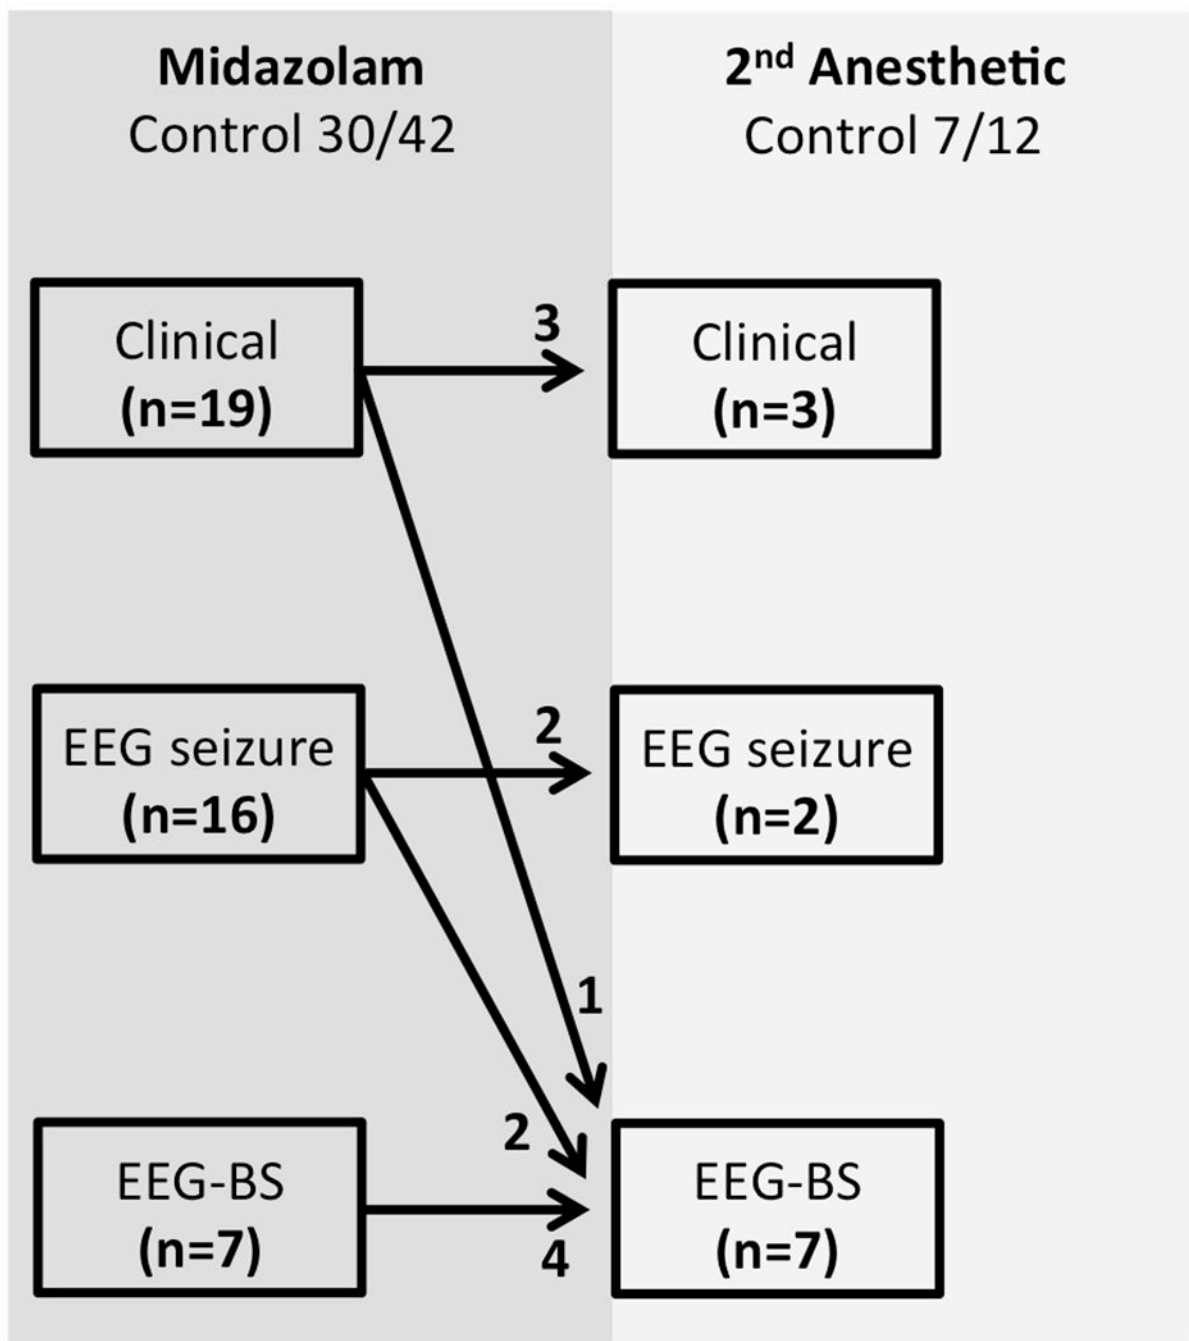 Midazolam
Control 30/42
2nd Anesthetic
Control 7/12
Clinical
(n=19)
3
Clinical
(n=3)
EEG seizure
(n=16)
2
EEG seizure
(n=2)
1
2
EEG-BS
(n=7)
4
EEG-BS
(n=7)